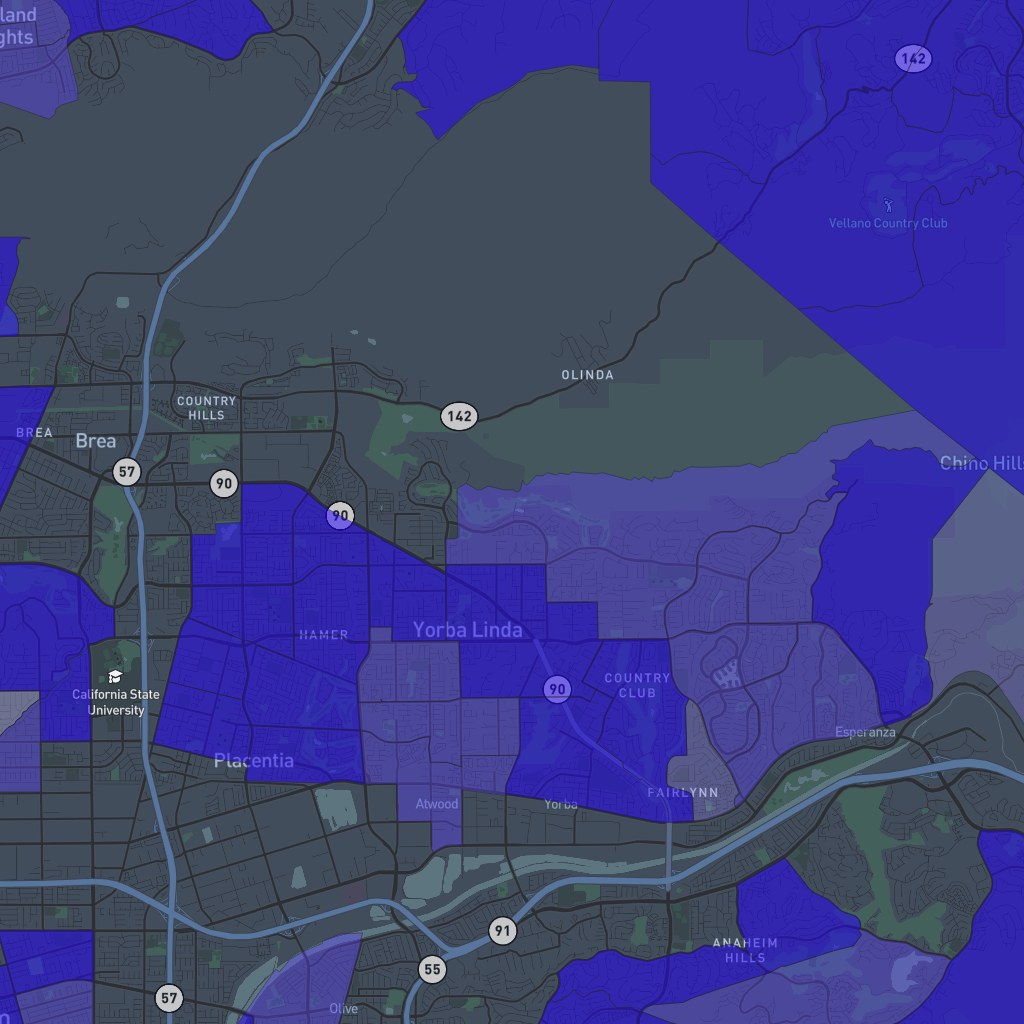 land
ghts
142
Vellano Country Club
OLINDA
COUNTRY
HILLS
142
BREA
Brea
Chino Hills
57
90
90
HAMER
Yorba Linda
COUNTRY
CLUB
California State
University
90
Esperanza
Placentia
FAIRLYNN
Atwood
Yorba
91
ANAHEIM
HILLS
55
57
Olive
n